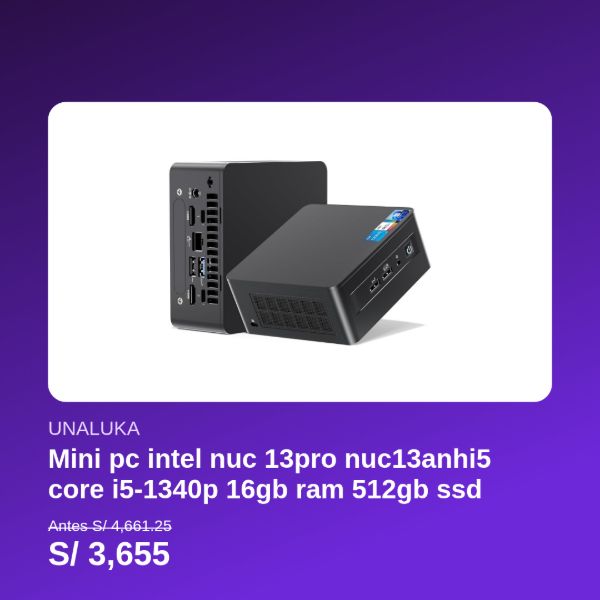 UNALUKA
Mini pc intel nuc 13pro nuc13anhi5
core i5-1340p 16gb ram 512gb ssd
Antes S/ 4,661.25
S/ 3,655